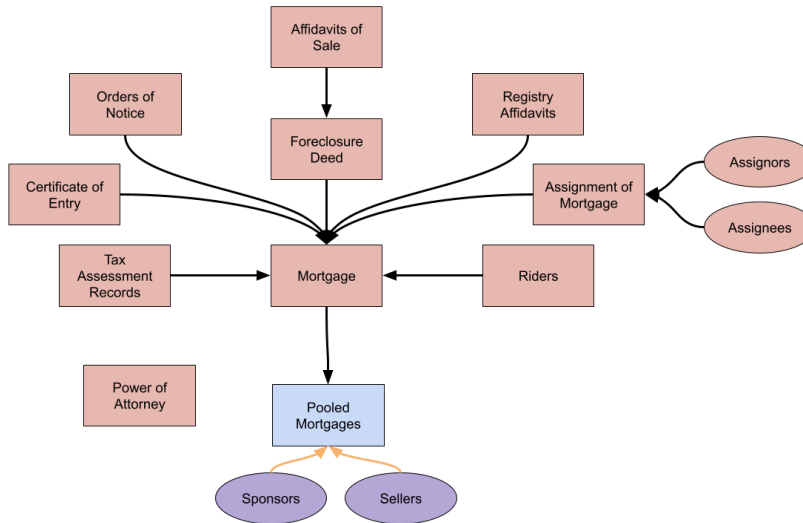 Affidavits of
Sale
Orders of
Notice
Registry
Affidavits
Foreclosure
Deed
Assignors
Certificate of
Entry
Assignment of
Mortgage
Assignees
Tax
Assessment
Records
Mortgage
Riders
Power of
Attorney
Pooled
Mortgages
Sponsors
Sellers